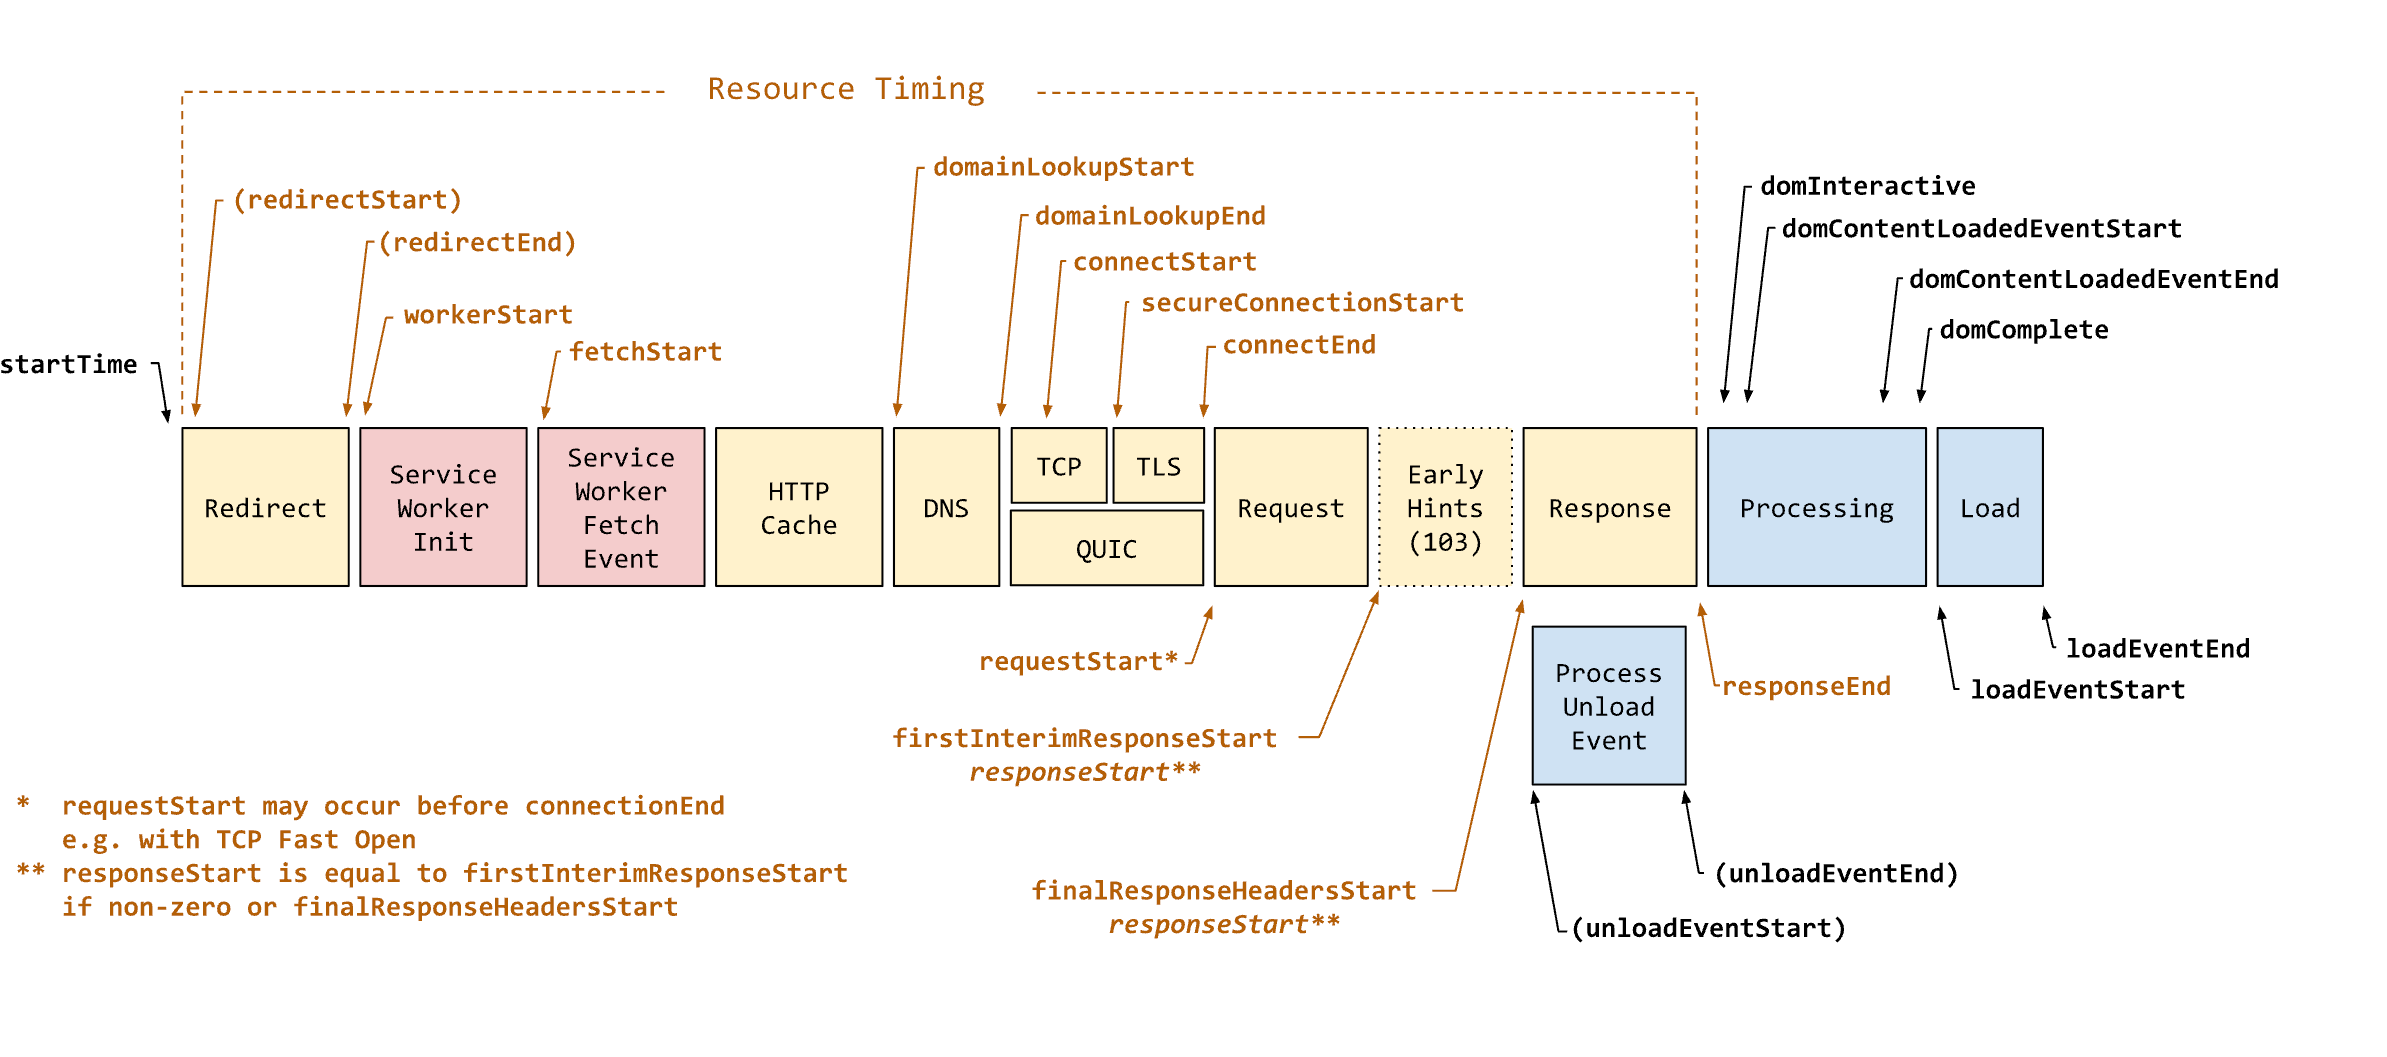 Resource Timing
domainLookupStart
domInteractive
(redirectStart)
domainLookupEnd
domContentLoadedEventStart
(redirectEnd)
connectStart
domContentLoadedEventEnd
secureConnectionStart
workerStart
domComplete
connectEnd
fetchStart
startTime
Redirect
Service
Worker
Init
Service
Worker
Fetch
Event
HTTP
Cache
DNS
TCP
TLS
QUIC
Request
Early
Hints
(103)
Response
Processing
Load
requestStart*
loadEventEnd
Process
Unload
Event
responseEnd
loadEventStart
firstInterimResponseStart
responseStart**
* requestStart may occur before connectionEnd
e.g. with TCP Fast Open
** responseStart is equal to firstInterimResponseStart
if non-zero or finalResponseHeadersStart
(unloadEventEnd)
finalResponseHeadersStart
responseStart**
(unloadEventStart)